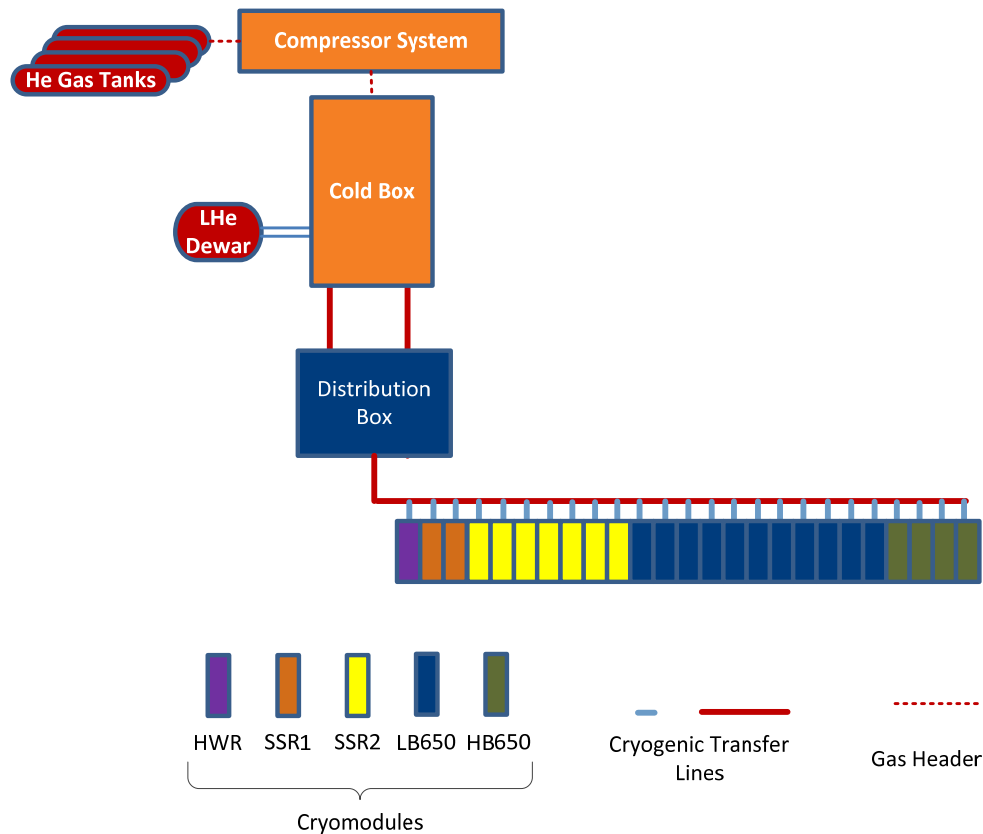 Compressor System
He Gas Tanks
Cold Box
LHe
Dewar
Distribution
Box
HWR
SSR1
SSR2
LB650
HB650
Cryomodules
Cryogenic Transfer
Lines
Gas Header